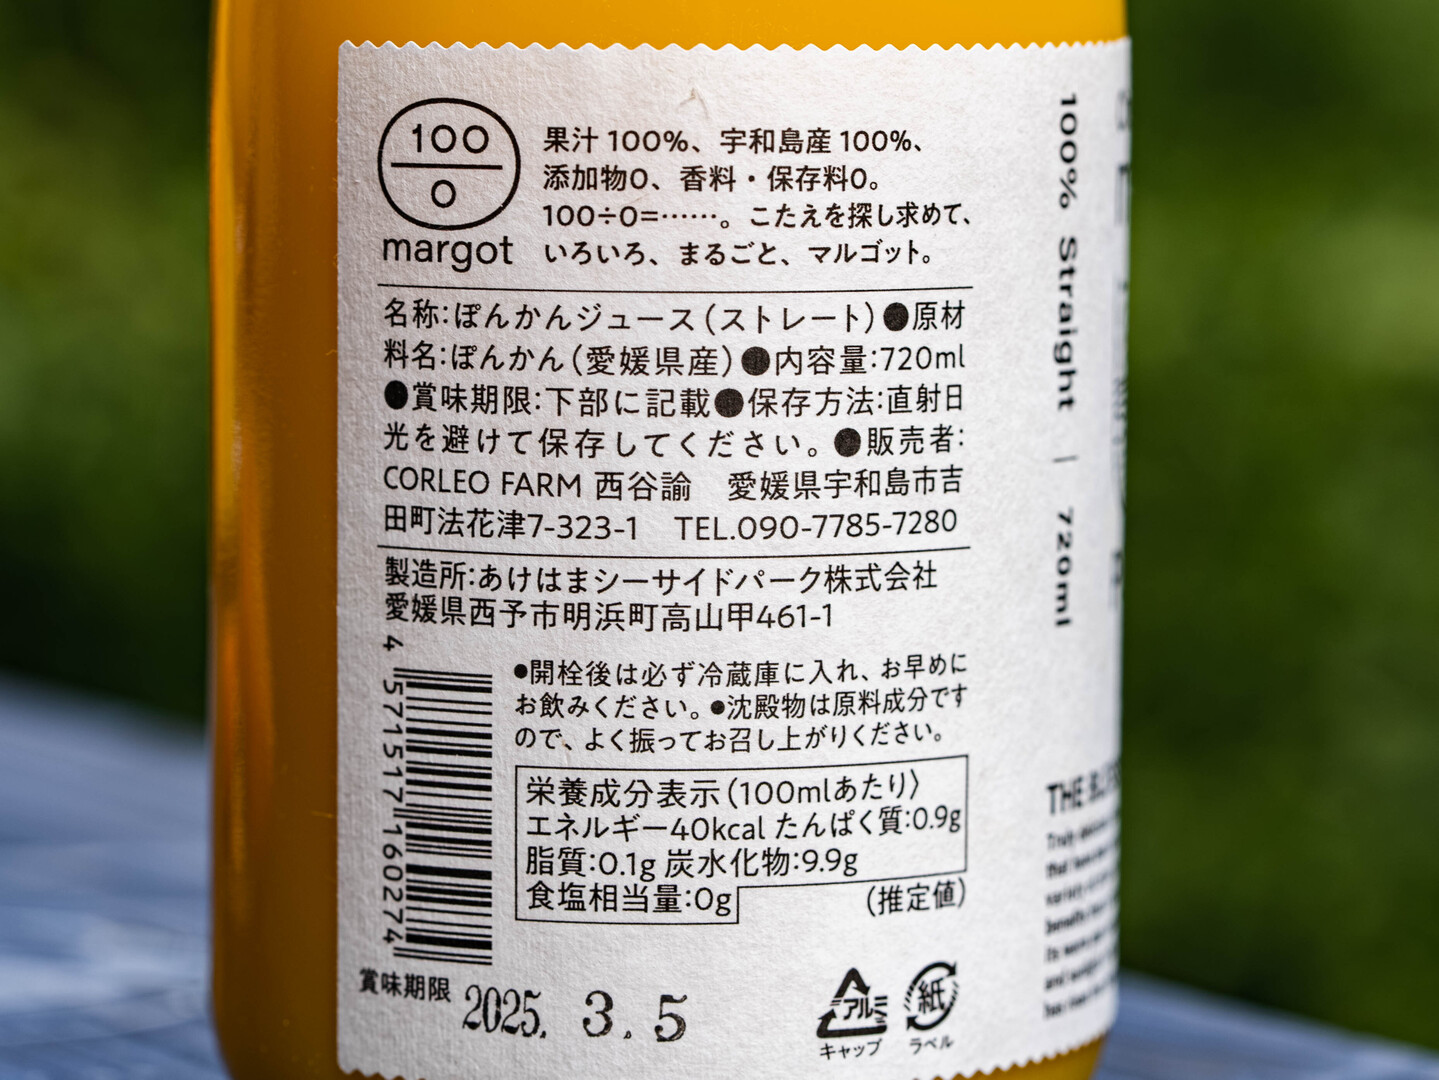 100
0
margot
果汁 100%、宇和島産 100%、
添加物0、香料・保存料0。
100÷0=……。こたえを探し求めて、
いろいろ、まるごと、マルゴット。
名称:ぽんかんジュース(ストレート)●原材
料名:ぽんかん(愛媛県産)●内容量:720ml
●賞味期限:下部に記載●保存方法:直射日
光を避けて保存してください。●販売者:
CORLEO FARM 西谷諭　愛媛県宇和島市吉
田町法花津7-323-1　TEL.090-7785-7280
製造所:あけはまシーサイドパーク株式会社
愛媛県西予市明浜町高山甲461-1
4 571517 160274
●開栓後は必ず冷蔵庫に入れ、お早めに
お飲みください。●沈殿物は原料成分です
ので、よく振ってお召し上がりください。
栄養成分表示(100mlあたり〉
エネルギー40kcal たんぱく質:0.9g
脂質:0.1g 炭水化物:9.9g
食塩相当量:0g
(推定値)
賞味期限 2025. 3. 5
アルミ
キャップ
紙
ラベル
100% Straight | 720ml
THE